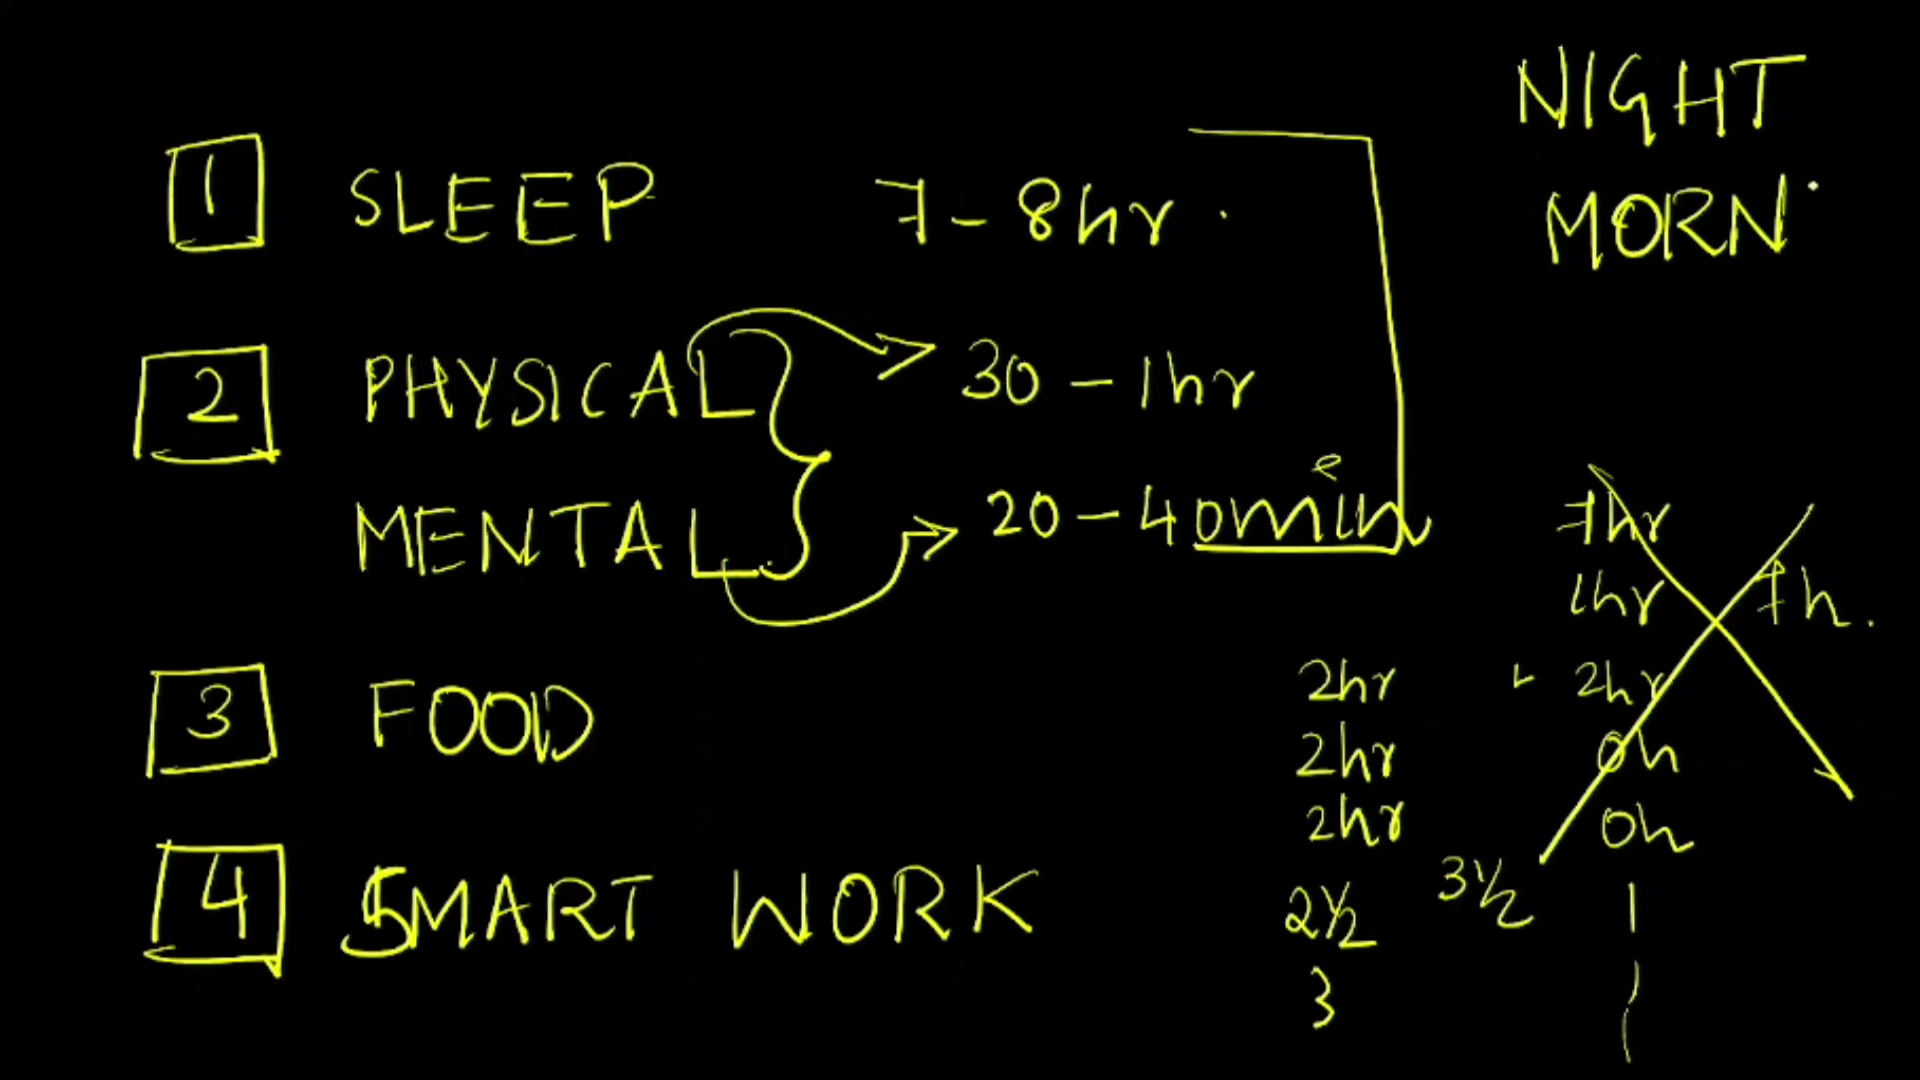 NIGHT
MORN
1 SLEEP 7-8hr
2 PHYSICAL 30 - 1hr
MENTAL 20-40min
7hr
1hr 7h.
3 FOOD
2hr 2hr
2hr 0h
2hr 0h
4 SMART WORK
2½ 3½ 1
3